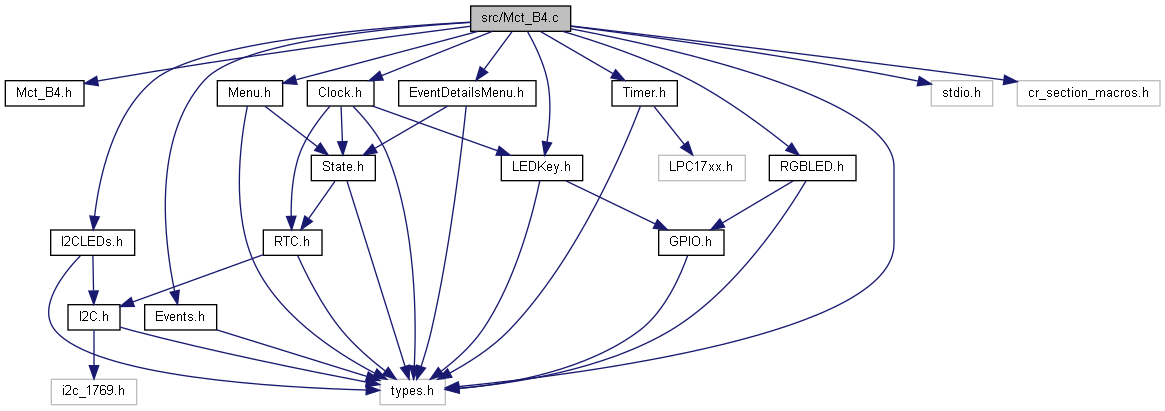 src/Mct_B4.c
Mct_B4.h
Menu.h
Clock.h
EventDetailsMenu.h
Timer.h
stdio.h
cr_section_macros.h
State.h
LEDKey.h
LPC17xx.h
RGBLED.h
I2CLEDs.h
RTC.h
GPIO.h
I2C.h
Events.h
i2c_1769.h
types.h